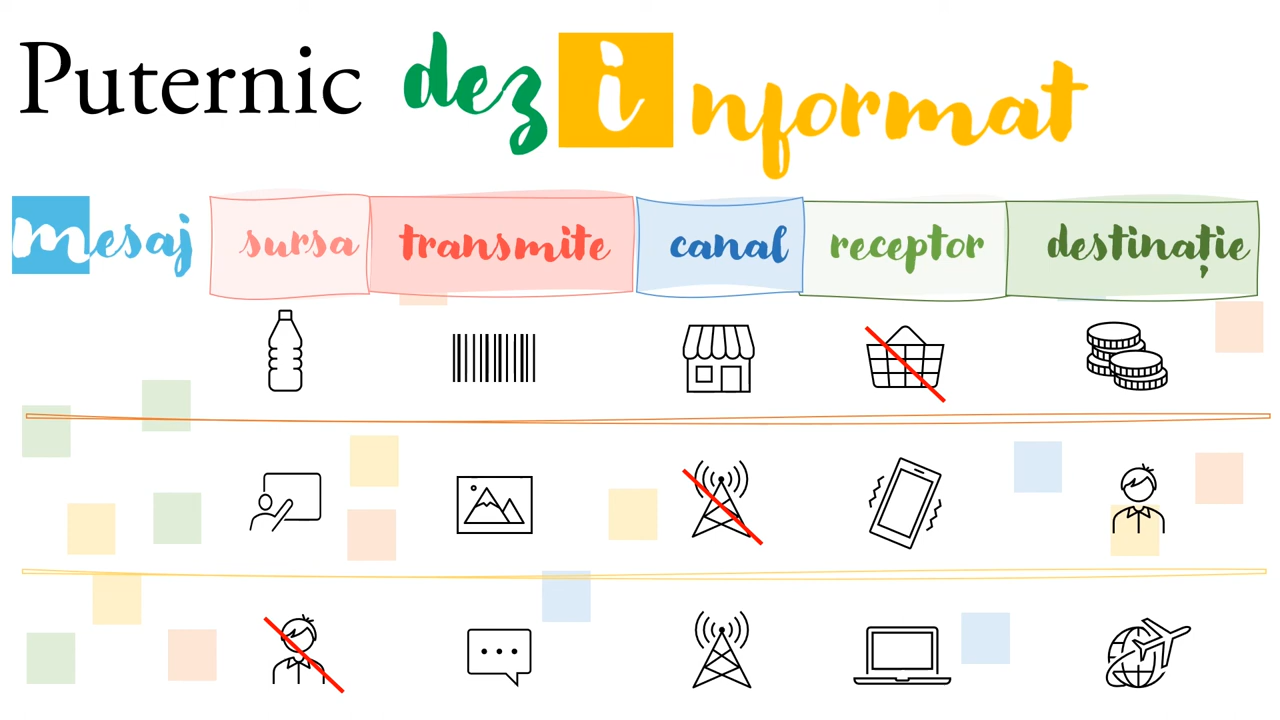 Puternic dezinformat
mesaj sursa transmite canal receptor destinație